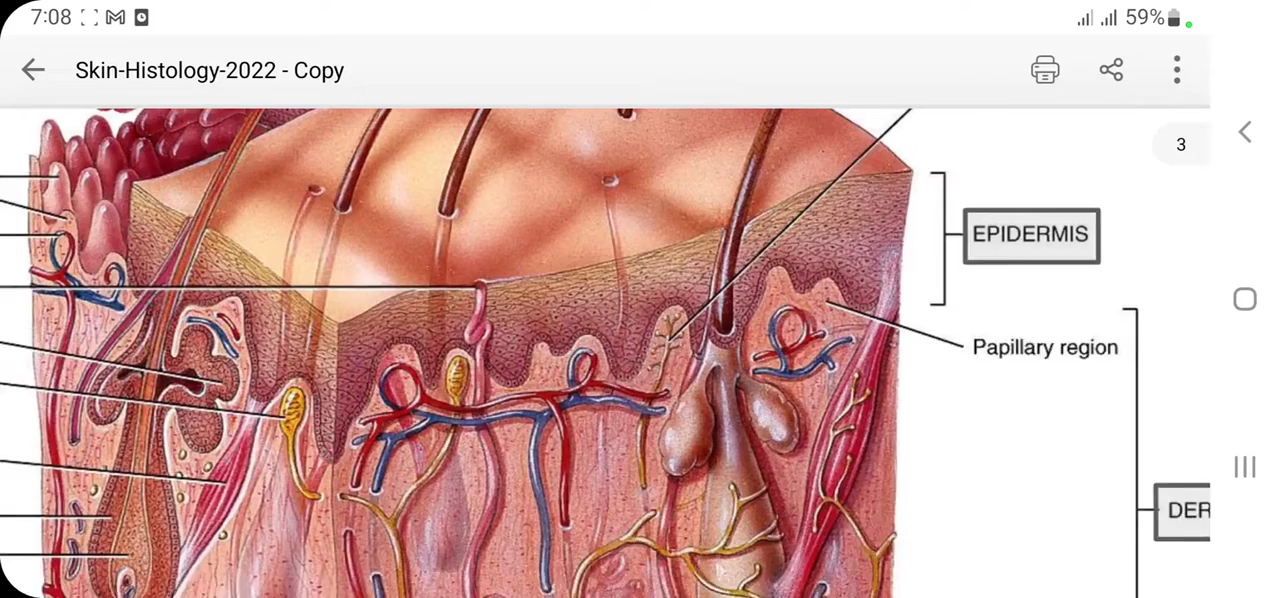 7:08
59%
Skin-Histology-2022 - Copy
3
EPIDERMIS
Papillary region
DER